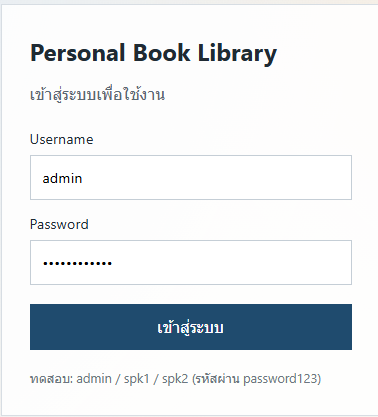 Personal Book Library
เข้าสู่ระบบเพื่อใช้งาน
Username
admin
Password
••••••••••••
เข้าสู่ระบบ
ทดสอบ: admin / spk1 / spk2 (รหัสผ่าน password123)